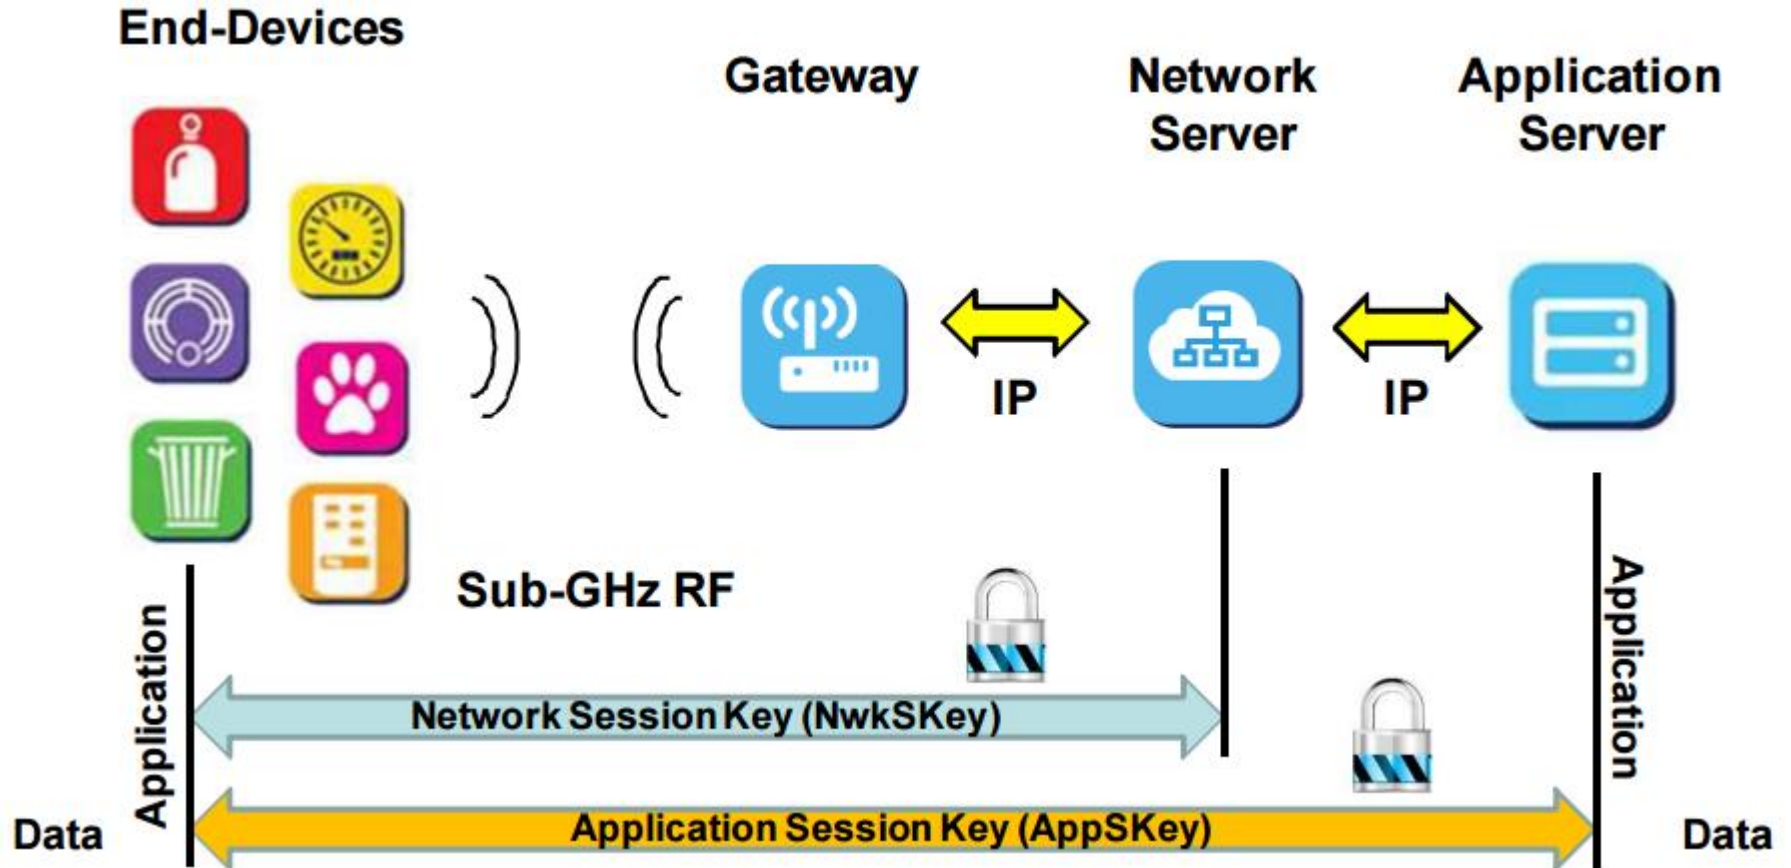 End-Devices
Gateway
Network
Server
Application
Server
IP
IP
Sub-GHz RF
Application
Application
Network Session Key (NwkSKey)
Data
Application Session Key (AppSKey)
Data